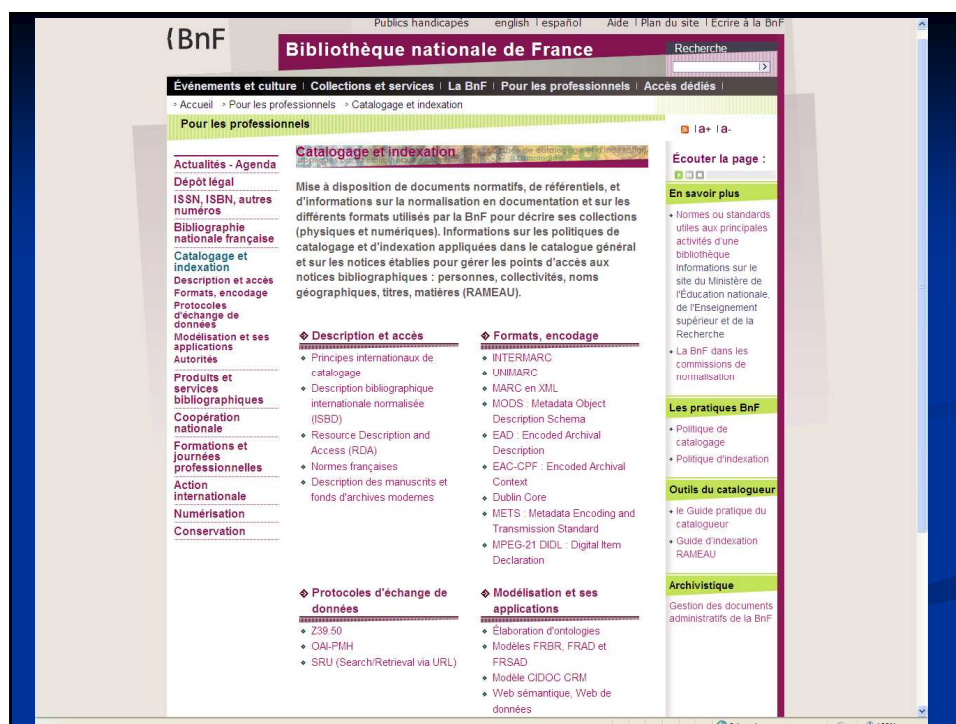 Publics handicapés english | español Aide | Plan du site | Écrire à la BnF
{BnF
Bibliothèque nationale de France
Recherche
Événements et culture | Collections et services | La BnF | Pour les professionnels | Accès dédiés |
> Accueil > Pour les professionnels > Catalogage et indexation
Pour les professionnels
| a+ | a-
Actualités - Agenda
Dépôt légal
ISSN, ISBN, autres
numéros
Bibliographie
nationale française
Catalogage et
indexation
Description et accès
Formats, encodage
Protocoles
d'échange de
données
Modélisation et ses
applications
Autorités
Produits et
services
bibliographiques
Coopération
nationale
Formations et
journées
professionnelles
Action
internationale
Numérisation
Conservation
Catalogage et indexation
Mise à disposition de documents normatifs, de référentiels, et
d'informations sur la normalisation en documentation et sur les
différents formats utilisés par la BnF pour décrire ses collections
(physiques et numériques). Informations sur les politiques de
catalogage et d'indexation appliquées dans le catalogue général
et sur les notices établies pour gérer les points d'accès aux
notices bibliographiques : personnes, collectivités, noms
géographiques, titres, matières (RAMEAU).
Description et accès
Principes internationaux de
catalogage
Description bibliographique
internationale normalisée
(ISBD)
Resource Description and
Access (RDA)
Normes françaises
Description des manuscrits et
fonds d'archives modernes
Formats, encodage
INTERMARC
UNIMARC
MARC en XML
MODS : Metadata Object
Description Schema
EAD : Encoded Archival
Description
EAC-CPF : Encoded Archival
Context
Dublin Core
METS : Metadata Encoding and
Transmission Standard
MPEG-21 DIDL : Digital Item
Declaration
Protocoles d'échange de
données
Z39.50
OAI-PMH
SRU (Search/Retrieval via URL)
Modélisation et ses
applications
Élaboration d'ontologies
Modèles FRBR, FRAD et
FRSAD
Modèle CIDOC CRM
Web sémantique, Web de
données
Écouter la page :
En savoir plus
Normes ou standards
utiles aux principales
activités d'une
bibliothèque
Informations sur le
site du Ministère de
l'Éducation nationale,
de l'Enseignement
supérieur et de la
Recherche
La BnF dans les
commissions de
normalisation
Les pratiques BnF
Politique de
catalogage
Politique d'indexation
Outils du catalogueur
le Guide pratique du
catalogueur
Guide d'indexation
RAMEAU
Archivistique
Gestion des documents
administratifs de la BnF